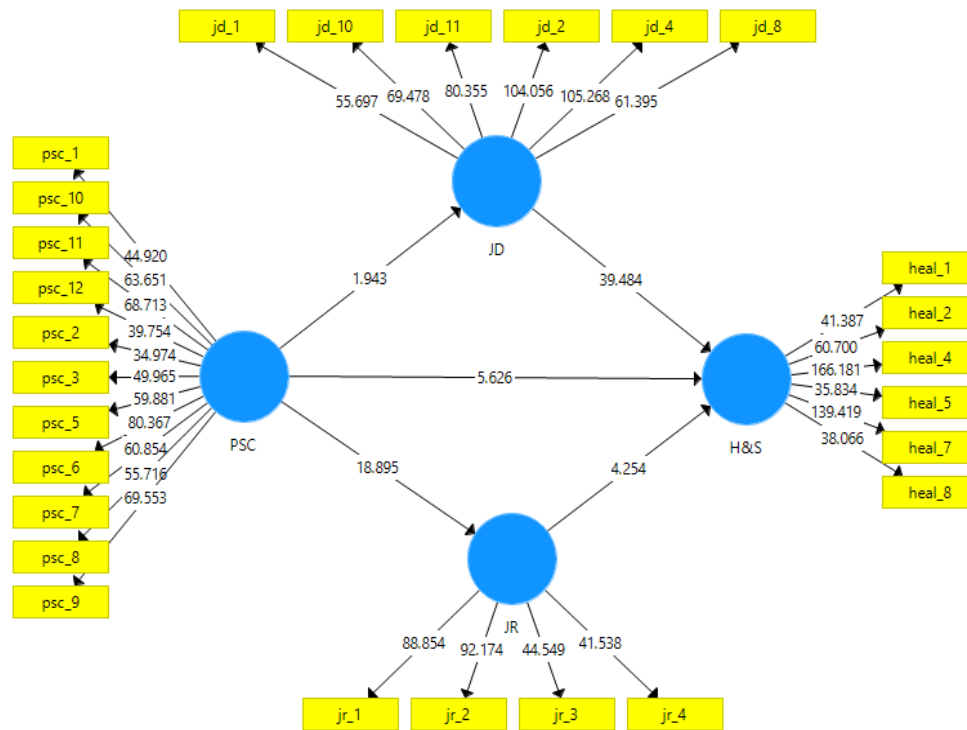 jd_1
jd_10
jd_11
jd_2
jd_4
jd_8
55.697
69.478
80.355
104.056
105.268
61.395
psc_1
psc_10
psc_11
psc_12
psc_2
psc_3
psc_5
psc_6
psc_7
psc_8
psc_9
44.920
63.651
68.713
39.754
34.974
49.965
59.881
80.367
60.854
55.716
69.553
PSC
JD
1.943
39.484
5.626
18.895
4.254
H&S
heal_1
heal_2
heal_4
heal_5
heal_7
heal_8
41.387
60.700
166.181
35.834
139.419
38.066
JR
88.854
92.174
44.549
41.538
jr_1
jr_2
jr_3
jr_4